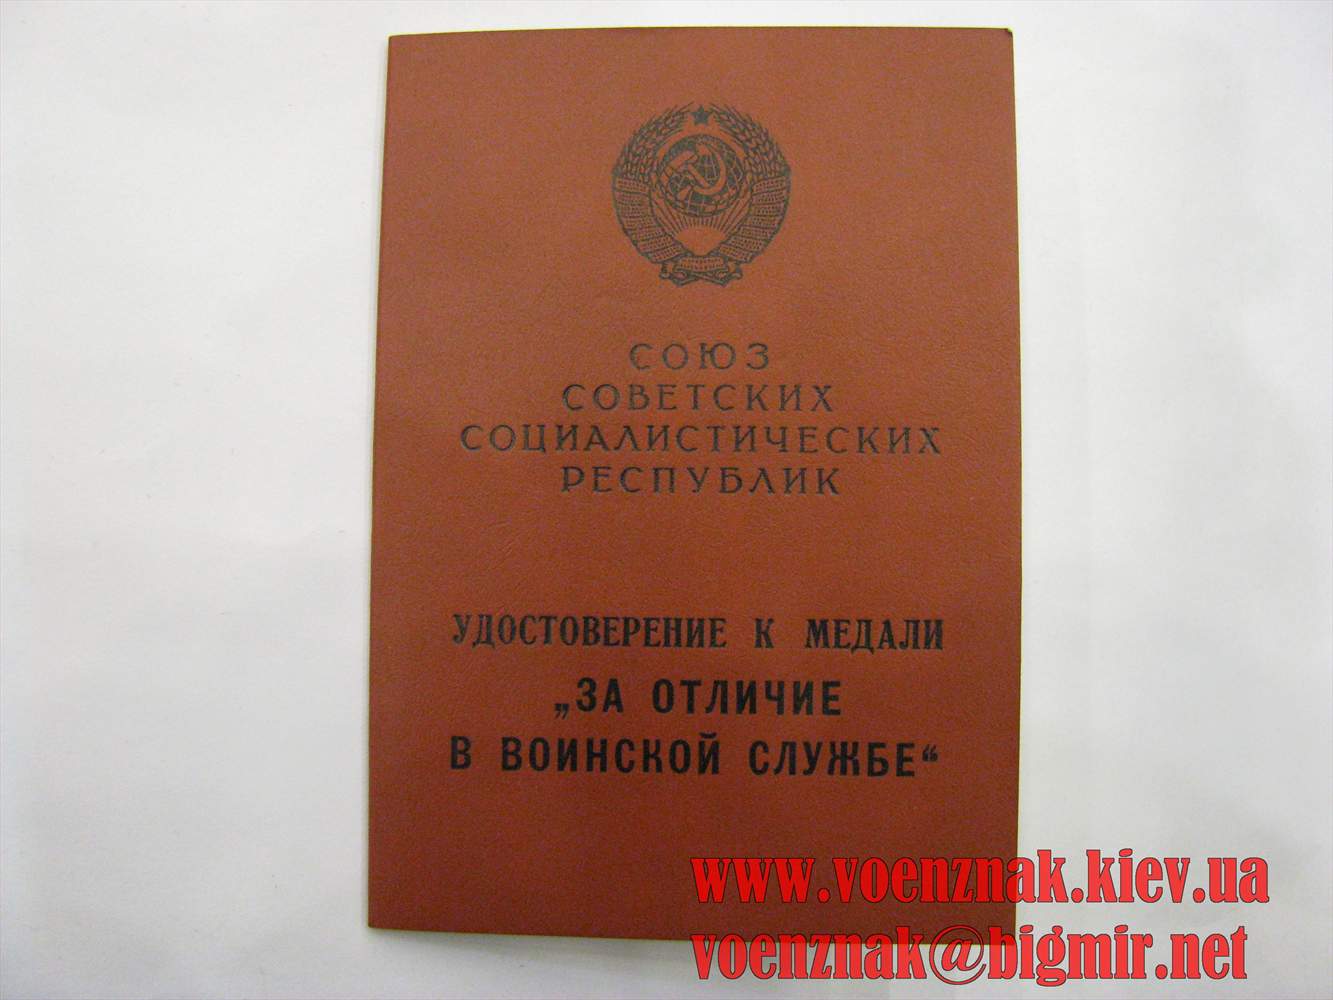 СОЮЗ
СОВЕТСКИХ
СОЦИАЛИСТИЧЕСКИХ
РЕСПУБЛИК
УДОСТОВЕРЕНИЕ К МЕДАЛИ
„ЗА ОТЛИЧИЕ
В ВОИНСКОЙ СЛУЖБЕ“
www.voenznak.kiev.ua
voenznak@bigmir.net